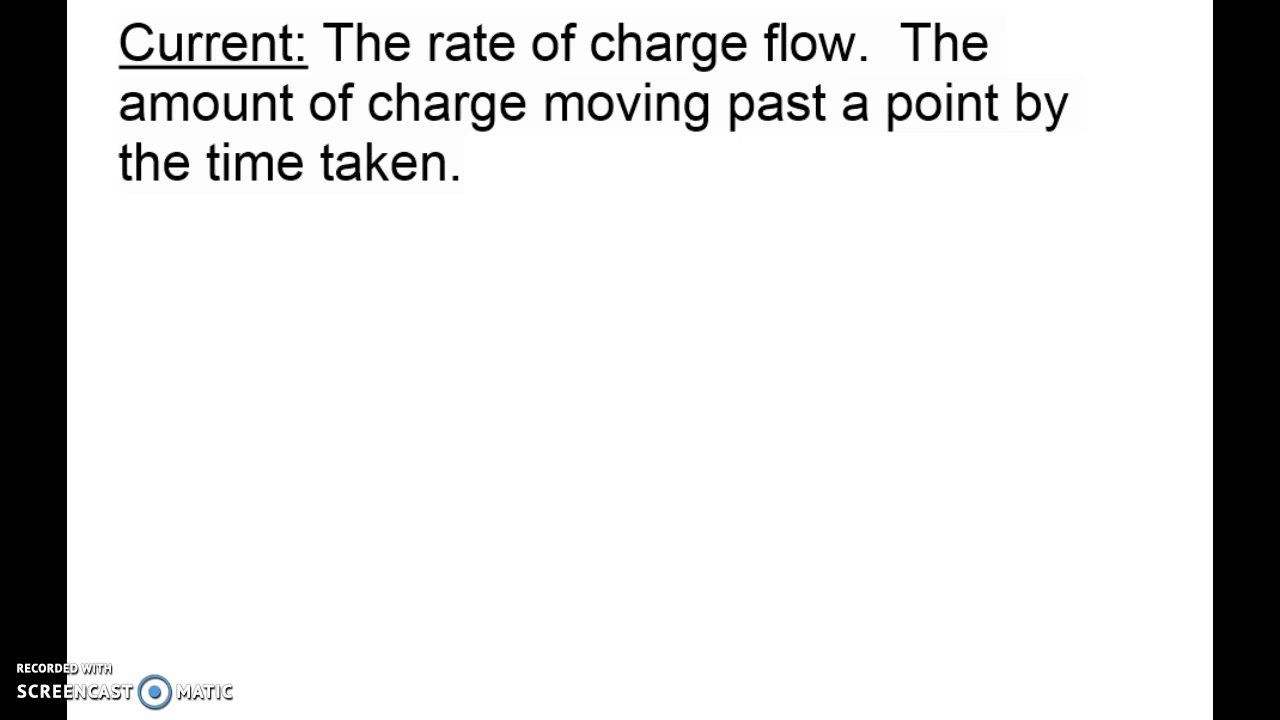 Current: The rate of charge flow.  The
amount of charge moving past a point by
the time taken.
RECORDED WITH
SCREENCAST MATIC